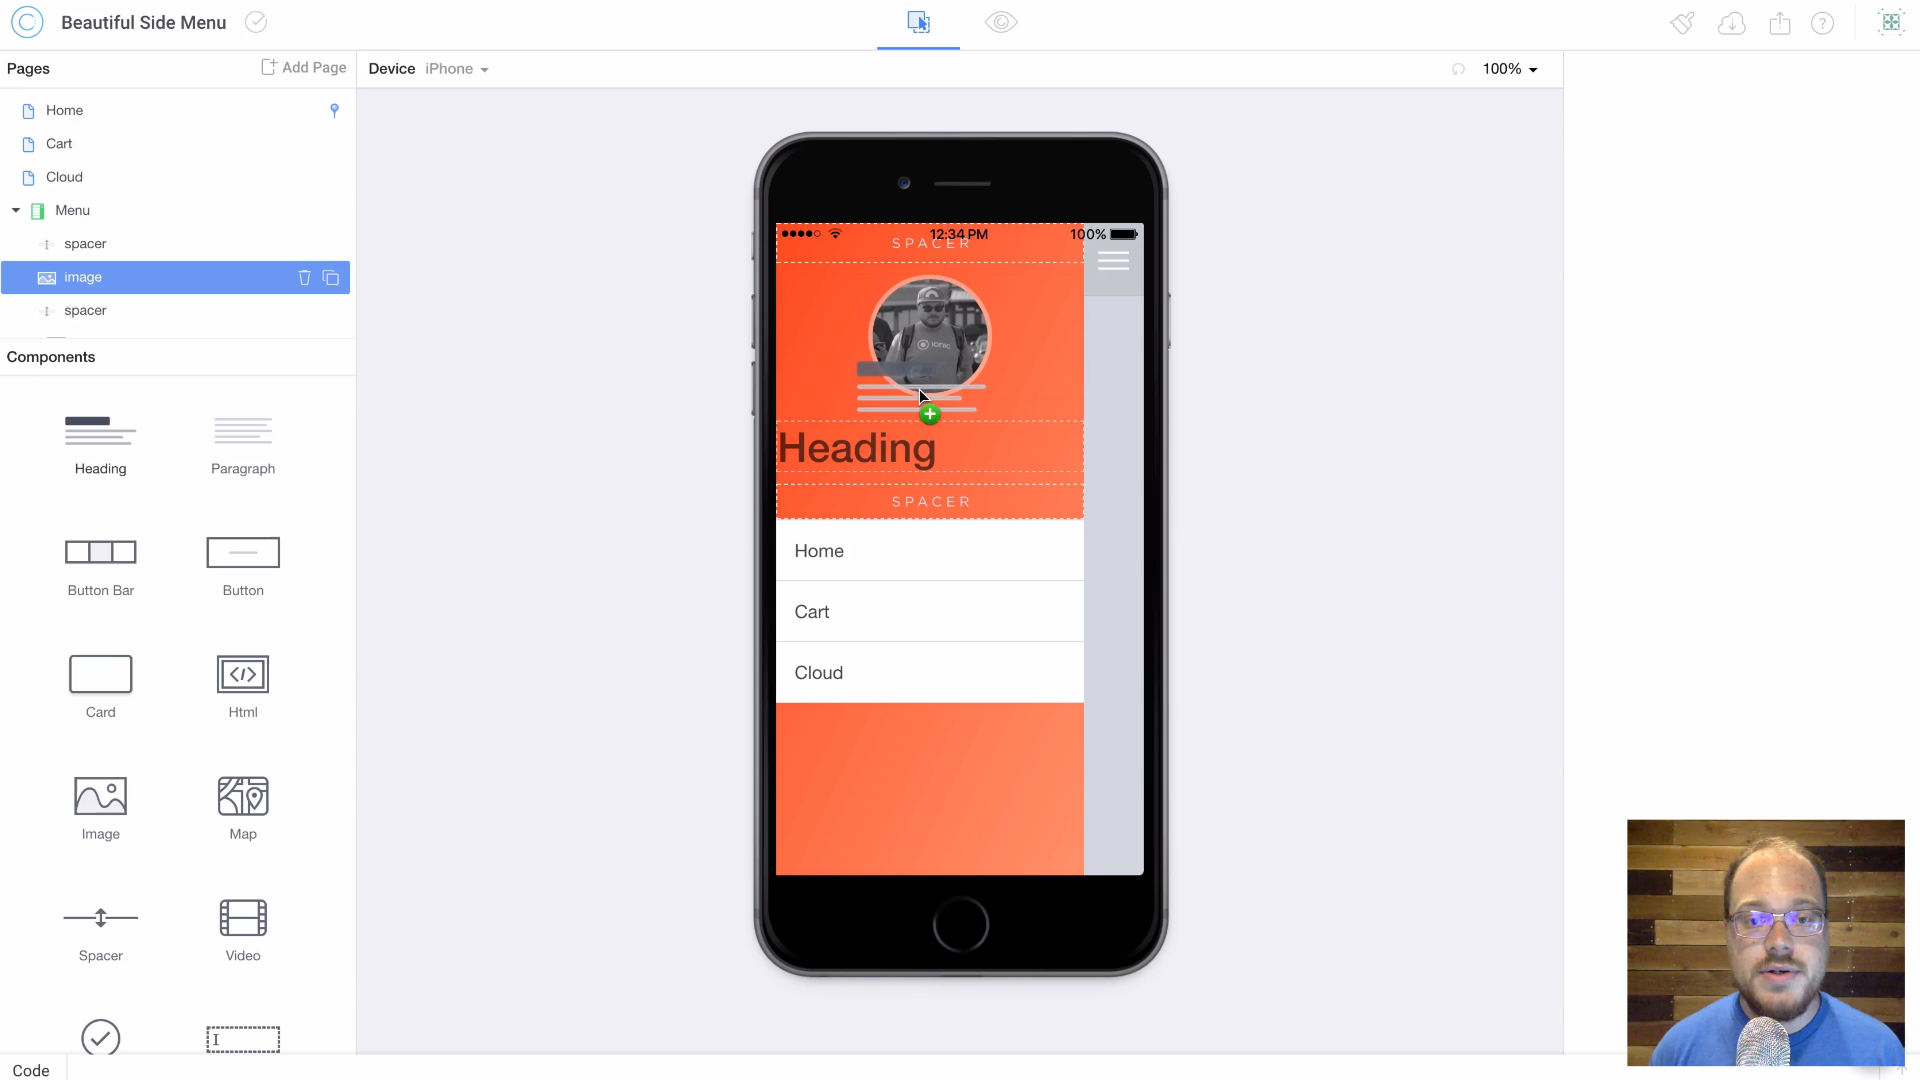 Beautiful Side Menu
Pages
Add Page
Device iPhone
100%
Home
Cart
Cloud
Menu
spacer
image
spacer
Components
Heading
Paragraph
Button Bar
Button
Card
Html
Image
Map
Spacer
Video
Code
12:34 PM
100%
SPACER
IONIC
Heading
SPACER
Home
Cart
Cloud